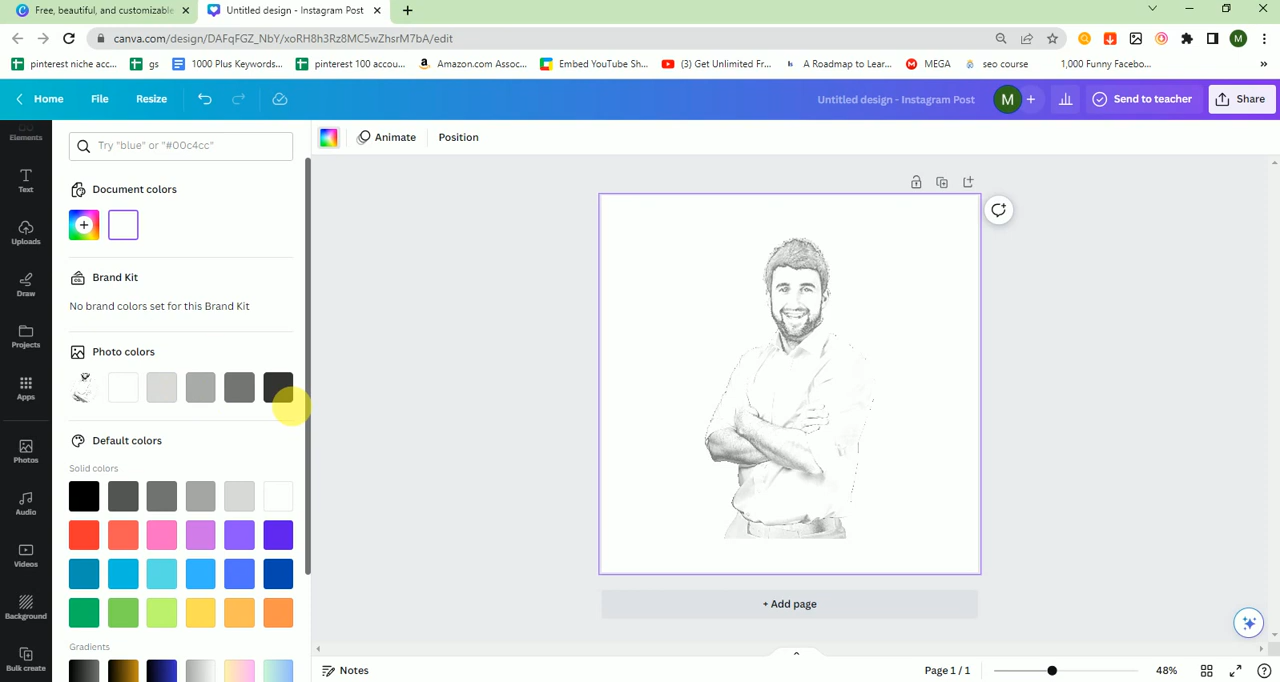 Free, beautiful, and customizable
Untitled design - Instagram Post
canva.com/design/DAFqFGZ_NbY/xoRH8h3Rz8MC5wZhsrM7bA/edit
M
pinterest niche acc...
gs
1000 Plus Keywords...
pinterest 100 accou...
Amazon.com Assoc...
Embed YouTube Sh...
(3) Get Unlimited Fr...
A Roadmap to Lear...
MEGA
seo course
1,000 Funny Facebo...
»
Home
File
Resize
Untitled design - Instagram Post
M
Send to teacher
Share
Elements
Text
Uploads
Draw
Projects
Apps
Photos
Audio
Videos
Background
Bulk create
Try "blue" or "#00c4cc"
Document colors
Brand Kit
No brand colors set for this Brand Kit
Photo colors
Default colors
Solid colors
Gradients
Animate
Position
+ Add page
Notes
Page 1 / 1
48%